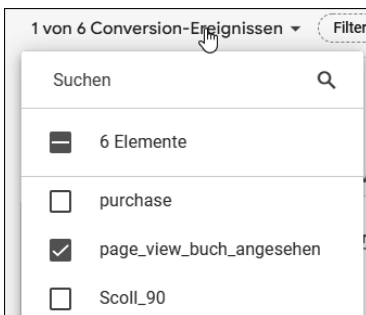 1 von 6 Conversion-Ereignissen
Filter
Suchen
6 Elemente
purchase
page_view_buch_angesehen
Scoll_90